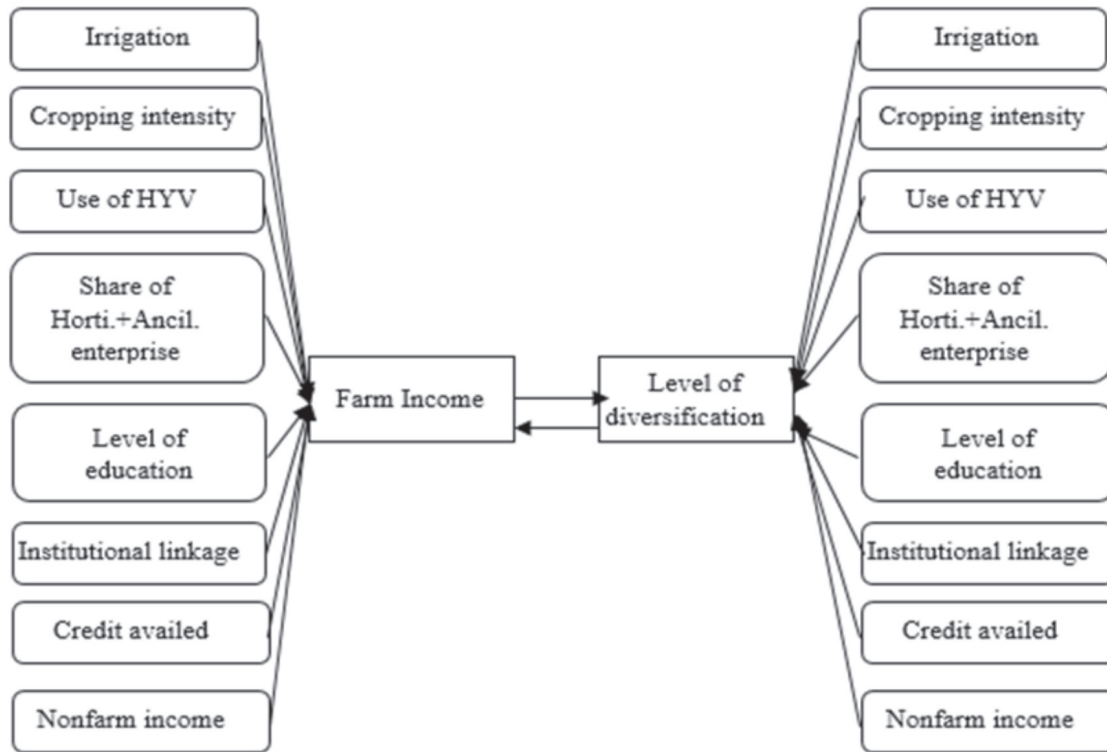 Irrigation
Cropping intensity
Use of HYV
Share of
Horti.+Ancil.
enterprise
Level of
education
Institutional linkage
Credit availed
Nonfarm income
Farm Income
Level of
diversification
Irrigation
Cropping intensity
Use of HYV
Share of
Horti.+Ancil.
enterprise
Level of
education
Institutional linkage
Credit availed
Nonfarm income